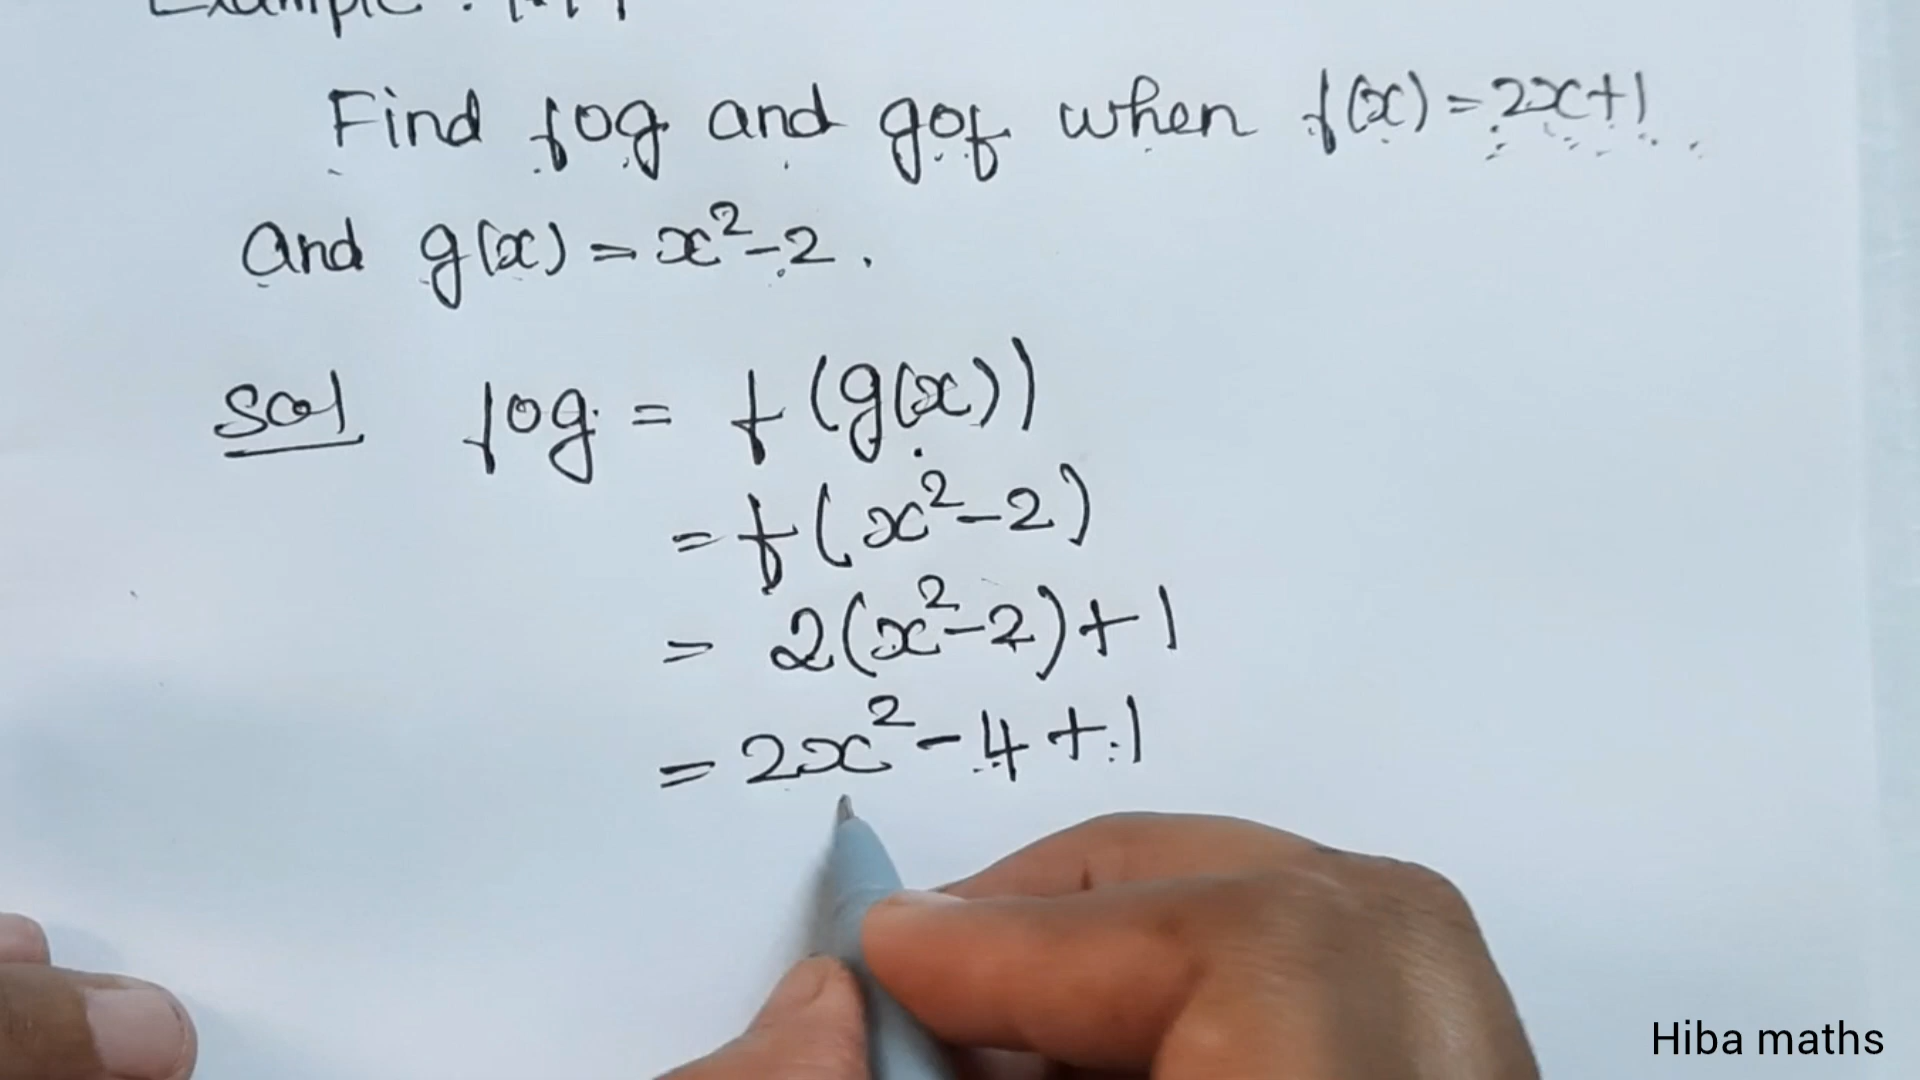 Example :
Find fog and gof when f(x) = 2x+1
and g(x) = x²-2.
Sol fog = f(g(x))
= f(x²-2)
= 2(x²-2)+1
= 2x²-4+1
Hiba maths